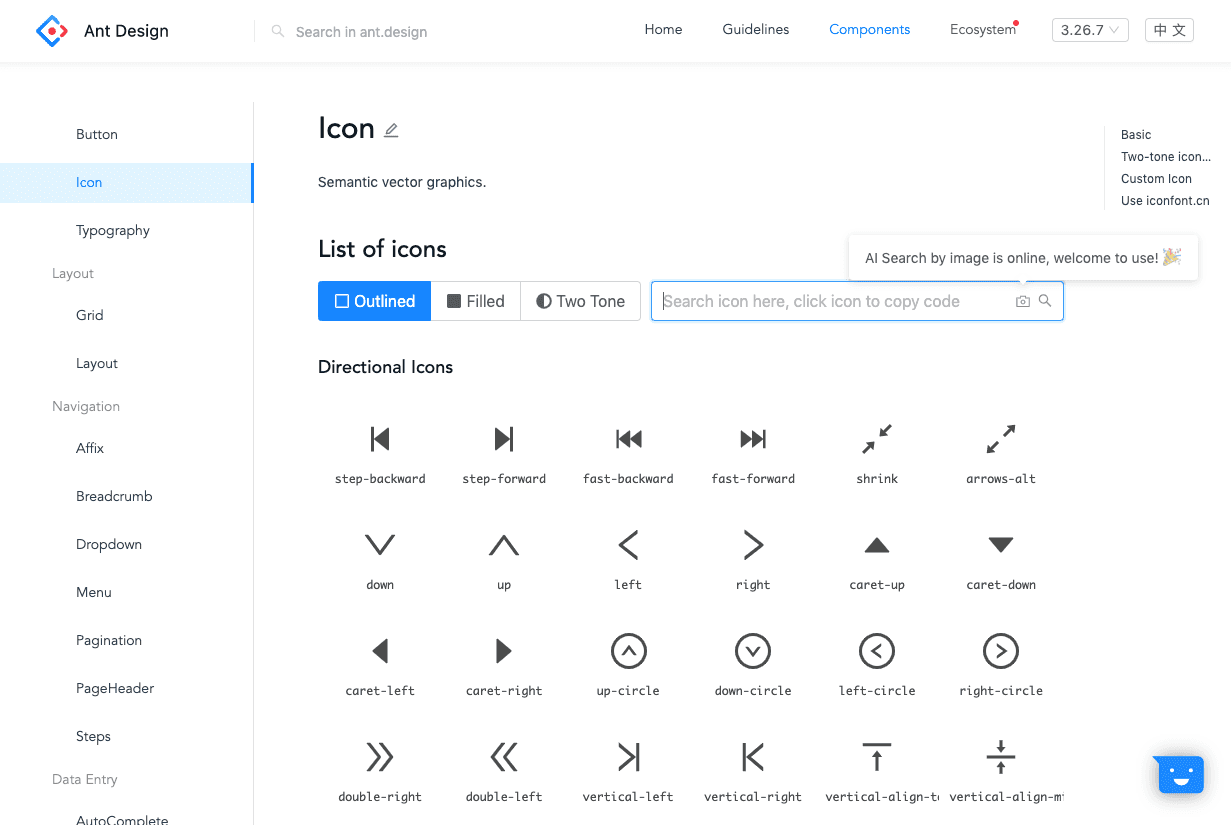 Ant Design
Search in ant.design
Home
Guidelines
Components
Ecosystem
3.26.7
中 文
Button
Icon
Typography
Layout
Grid
Layout
Navigation
Affix
Breadcrumb
Dropdown
Menu
Pagination
PageHeader
Steps
Data Entry
AutoComplete
Icon
Semantic vector graphics.
List of icons
AI Search by image is online, welcome to use!
Outlined
Filled
Two Tone
Search icon here, click icon to copy code
Directional Icons
step-backward
step-forward
fast-backward
fast-forward
shrink
arrows-alt
down
up
left
right
caret-up
caret-down
caret-left
caret-right
up-circle
down-circle
left-circle
right-circle
double-right
double-left
vertical-left
vertical-right
vertical-align-to
vertical-align-mi
Basic
Two-tone icon...
Custom Icon
Use iconfont.cn